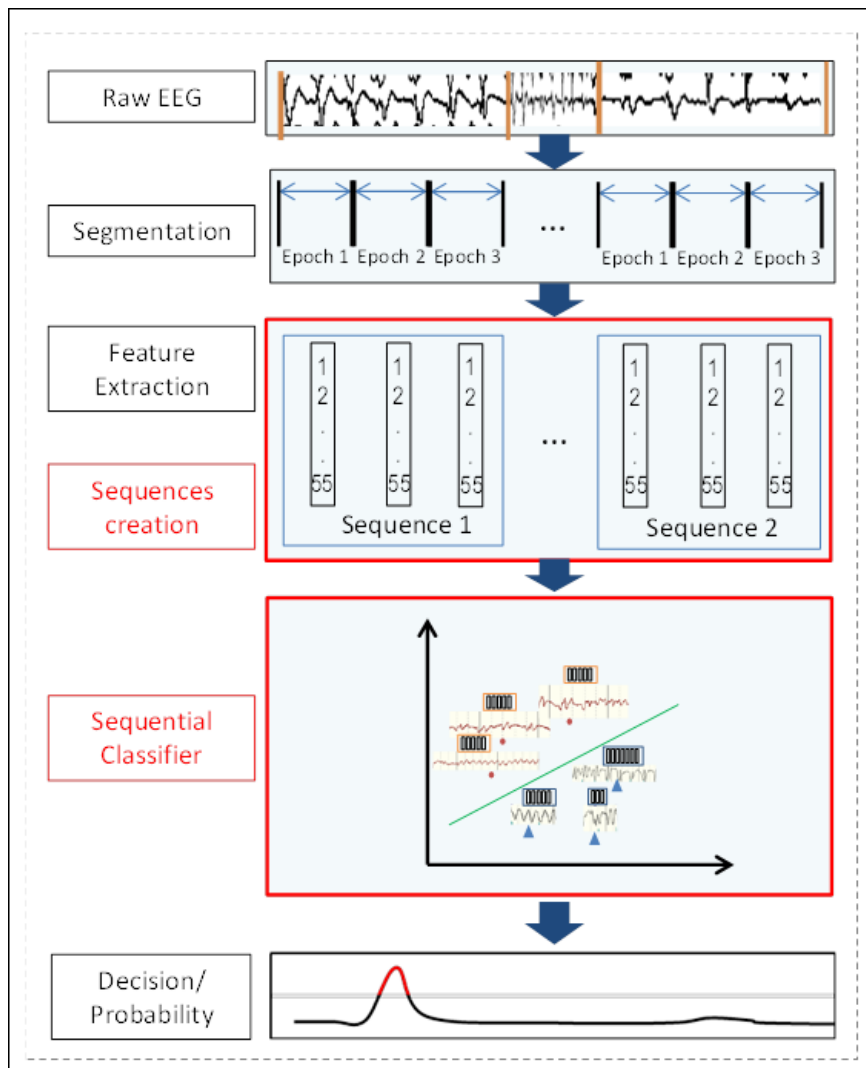 Raw EEG
Segmentation
Epoch 1 Epoch 2 Epoch 3
...
Epoch 1 Epoch 2 Epoch 3
Feature
Extraction
Sequences
creation
1 1 1
2 2 2
. . .
. . .
55 55 55
Sequence 1
...
1 1 1
2 2 2
. . .
. . .
55 55 55
Sequence 2
Sequential
Classifier
Decision/
Probability